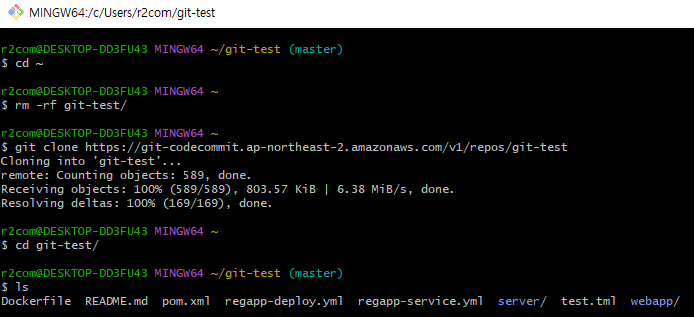 MINGW64:/c/Users/r2com/git-test
r2com@DESKTOP-DD3FU43 MINGW64 ~/git-test (master)
$ cd ~
r2com@DESKTOP-DD3FU43 MINGW64 ~
$ rm -rf git-test/
r2com@DESKTOP-DD3FU43 MINGW64 ~
$ git clone https://git-codecommit.ap-northeast-2.amazonaws.com/v1/repos/git-test
Cloning into 'git-test'...
remote: Counting objects: 589, done.
Receiving objects: 100% (589/589), 803.57 KiB | 6.38 MiB/s, done.
Resolving deltas: 100% (169/169), done.
r2com@DESKTOP-DD3FU43 MINGW64 ~
$ cd git-test/
r2com@DESKTOP-DD3FU43 MINGW64 ~/git-test (master)
$ ls
Dockerfile  README.md  pom.xml  regapp-deploy.yml  regapp-service.yml  server/  test.tml  webapp/